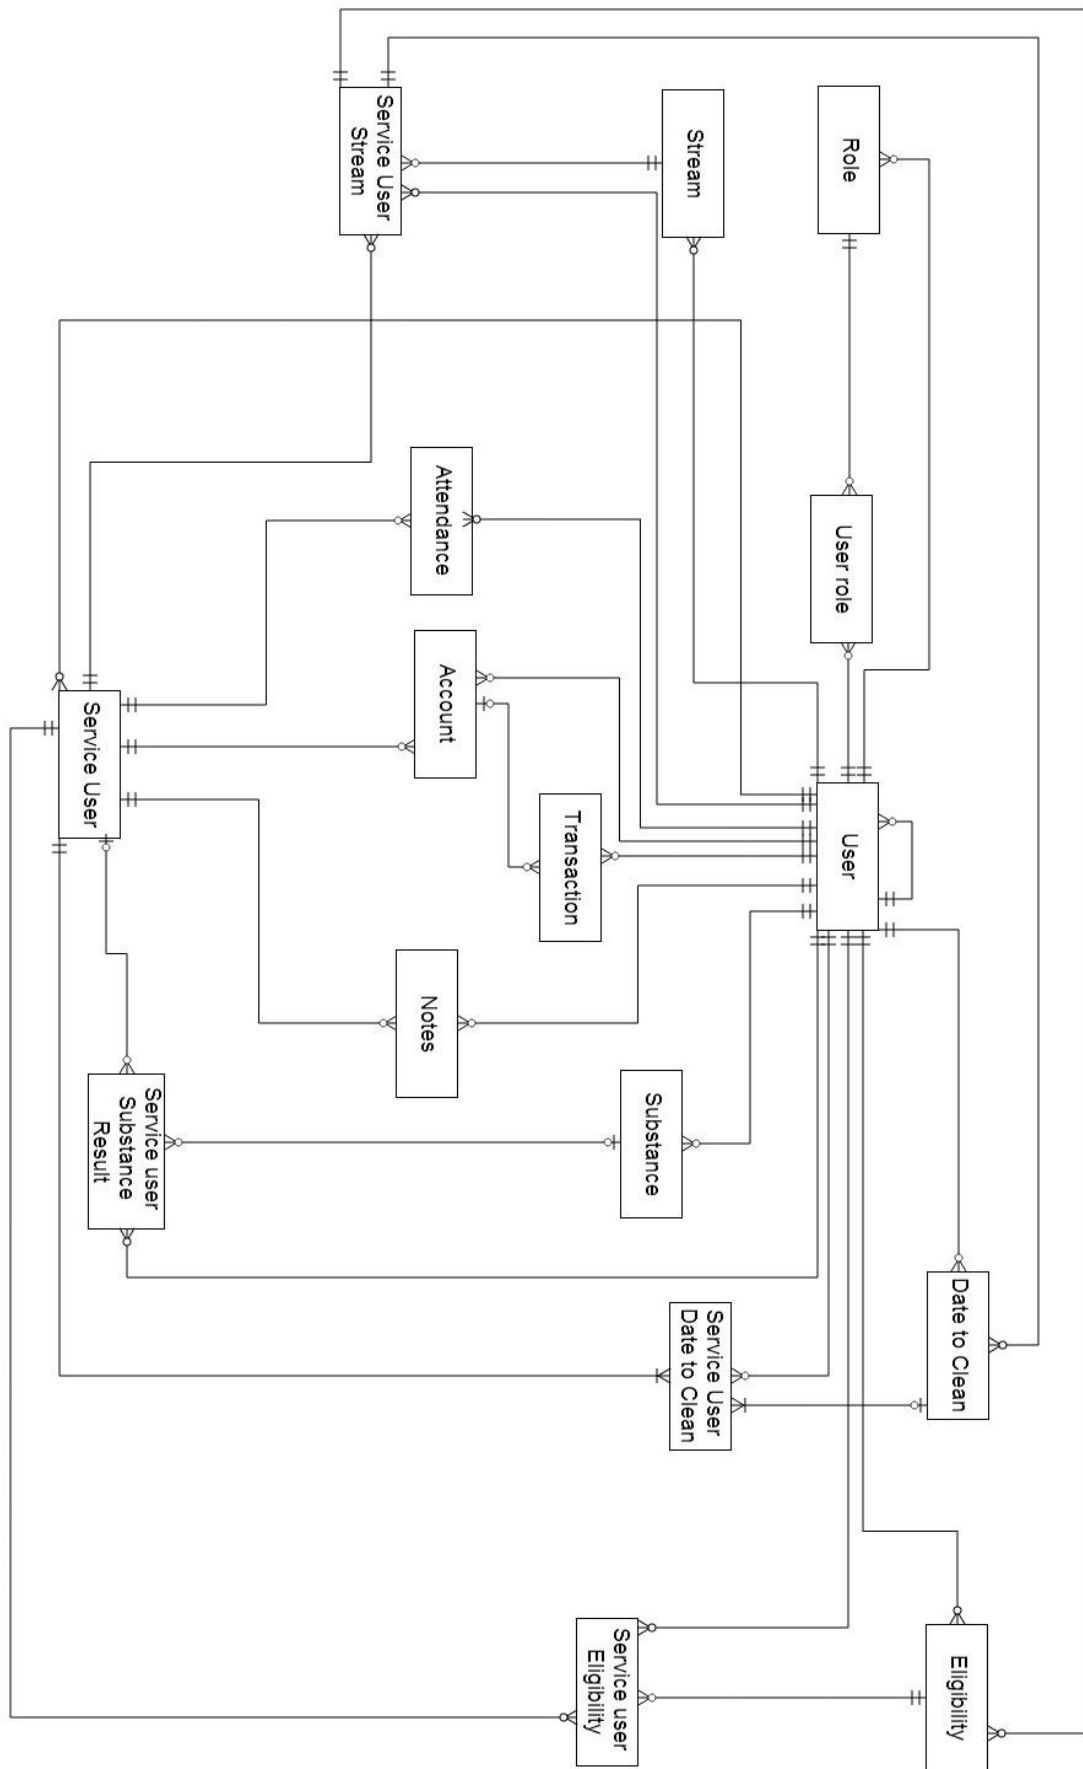 Date to Clean
Eligibility
Role
User role
User
Stream
Service User
Date to Clean
Substance
Service user
Eligibility
Transaction
Attendance
Account
Notes
Service User
Stream
Service User
Service user
Substance
Result